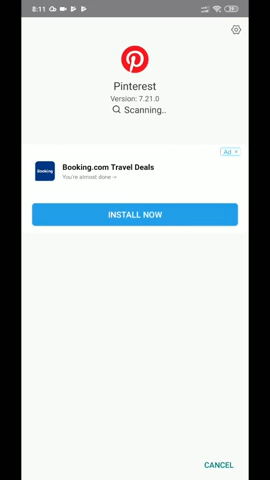 8:11
Pinterest
Version: 7.21.0
Scanning..
Ad ×
Booking
Booking.com Travel Deals
You're almost done →
INSTALL NOW
CANCEL